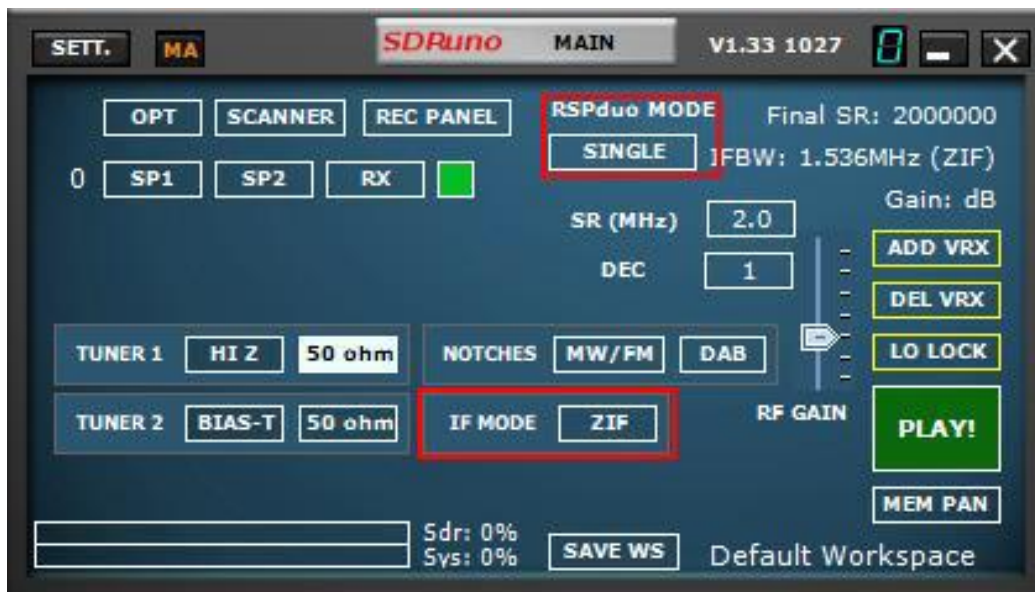 SETT. MA SDRuno MAIN V1.33 1027 0
OPT SCANNER REC PANEL RSPduo MODE Final SR: 2000000
SINGLE IFBW: 1.536MHz (ZIF)
0 SP1 SP2 RX Gain: dB
SR (MHz) 2.0
ADD VRX
DEC 1
DEL VRX
TUNER 1 HI Z 50 ohm NOTCHES MW/FM DAB LO LOCK
TUNER 2 BIAS-T 50 ohm IF MODE ZIF RF GAIN PLAY!
MEM PAN
Sdr: 0%
Sys: 0% SAVE WS Default Workspace